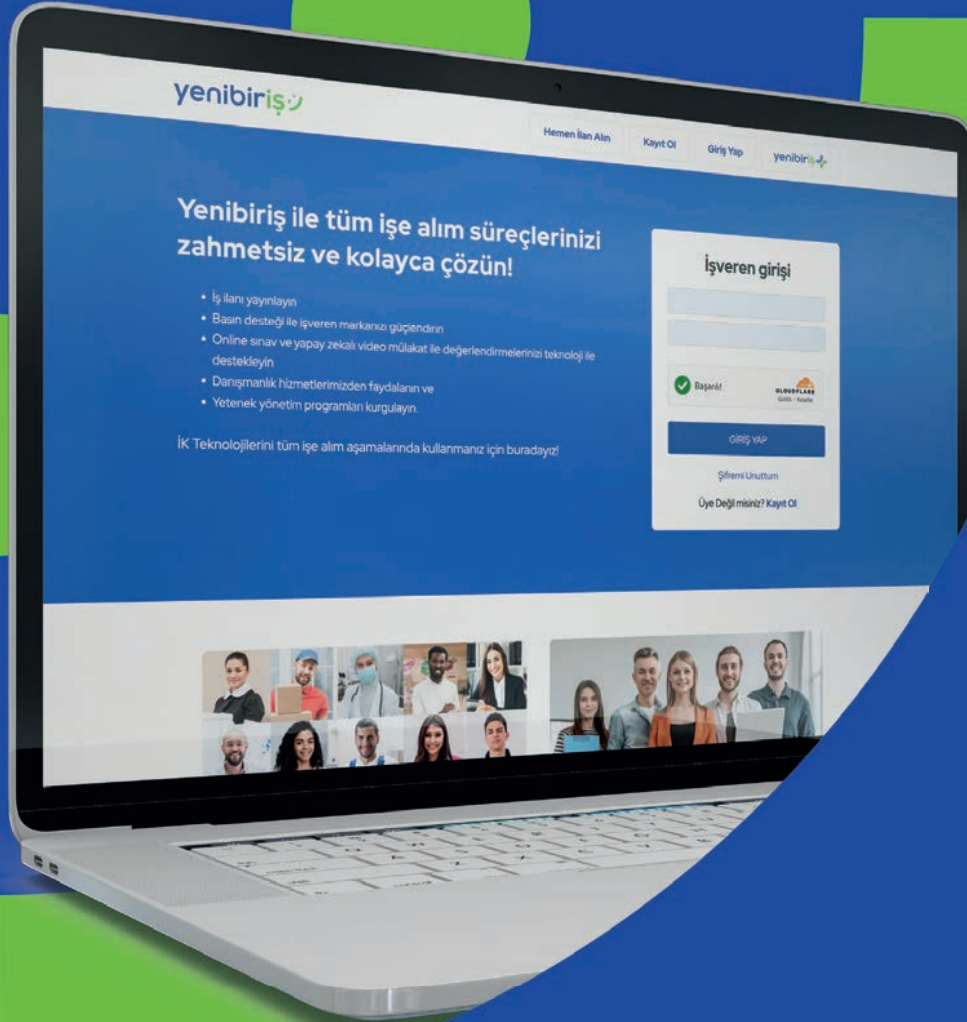 yenibiriş
Hemen İlan Alın
Kayıt Ol
Giriş Yap
yenibiriş
Yenibiriş ile tüm işe alım süreçlerinizi
zahmetsiz ve kolayca çözün!
• İş ilanı yayınlayın
• Basın desteği ile işveren markanızı güçlendirin
• Online sınav ve yapay zekalı video mülakat ile değerlendirmelerinizi teknoloji ile
destekleyin
• Danışmanlık hizmetlerimizden faydalanın ve
• Yetenek yönetim programları kurgulayın.
İK Teknolojilerini tüm işe alım aşamalarında kullanmanız için buradayız!
İşveren girişi
Başarılı!
CLOUDFLARE
GİRİŞ YAP
Şifremi Unuttum
Üye Değil misiniz? Kayıt Ol